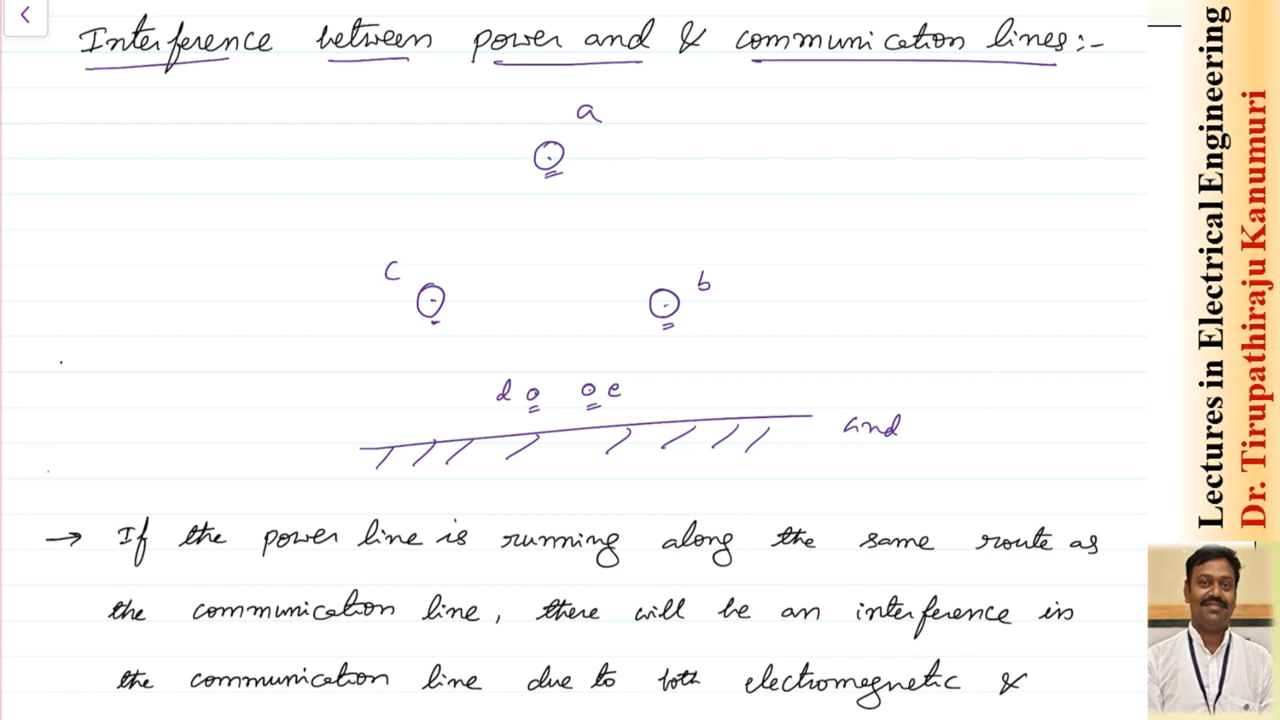 Interference between power and & communication lines:-
a
c
b
d
e
Gnd
→ If the power line is running along the same route as
the communication line, there will be an interference in
the communication line due to both electromagnetic &
Lectures in Electrical Engineering
Dr. Tirupathiraju Kanumuri